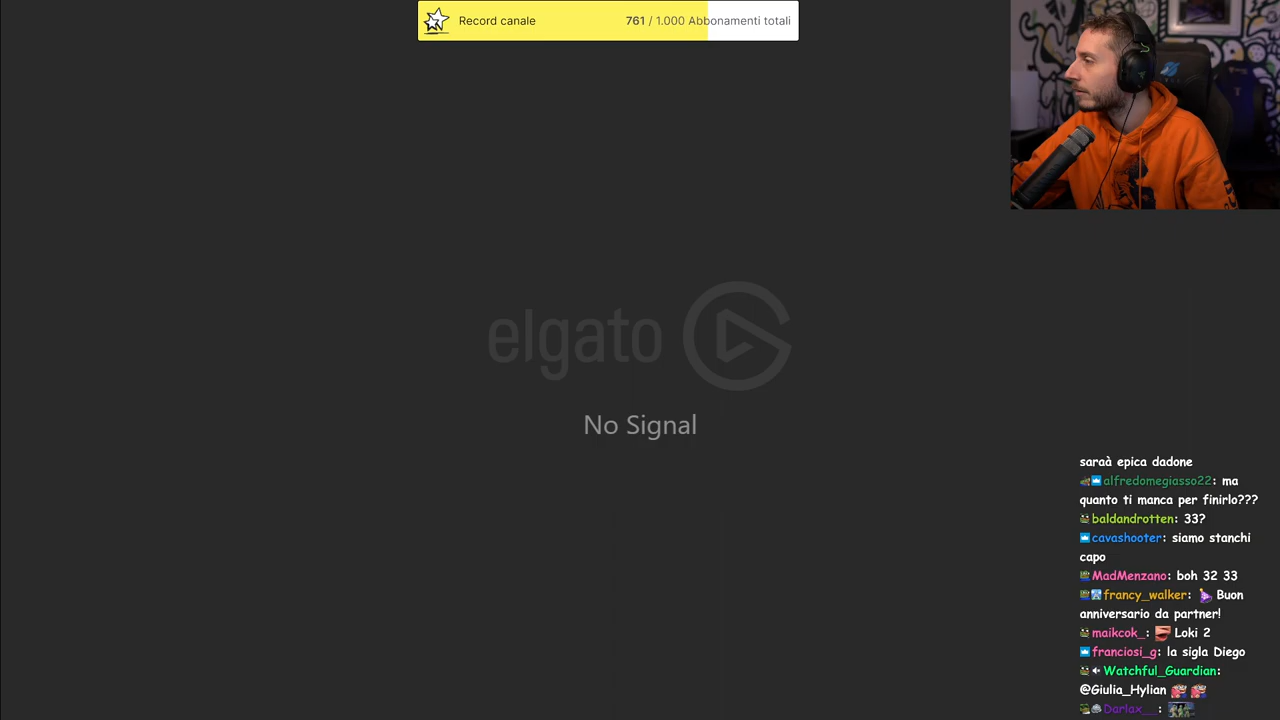 Record canale
761 / 1.000 Abbonamenti totali
elgato
No Signal
saraà epica dadone
alfredomegiasso22: ma
quanto ti manca per finirlo???
baldandrotten: 33?
cavashooter: siamo stanchi
capo
MadMenzano: boh 32 33
francy_walker: Buon
anniversario da partner!
maikcok_: Loki 2
franciosi_g: la sigla Diego
Watchful_Guardian:
@Giulia_Hylian
Darlax__: